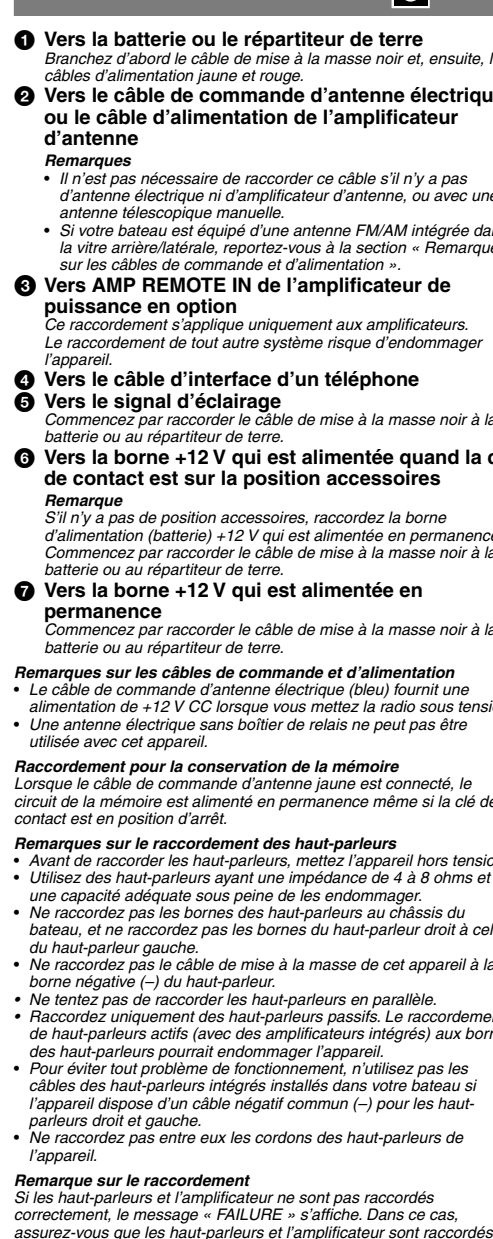 3
1 Vers la batterie ou le répartiteur de terre
Branchez d'abord le câble de mise à la masse noir et, ensuite,
câbles d'alimentation jaune et rouge.
2 Vers le câble de commande d'antenne
ou le câble d'alimentation de l'amplificateur
d'antenne
Remarques
• Il n'est pas nécessaire de raccorder ce câble s'il n'y a pas
d'antenne électrique ni d'amplificateur d'antenne, ou avec une
antenne télescopique manuelle.
• Si votre bateau est équipé d'une antenne FM/AM intégrée
la vitre arrière/latérale, reportez-vous à la section «
sur les câbles de commande et d'alimentation ».
3 Vers AMP REMOTE IN de l'amplificateur de
puissance en option
Ce raccordement s'applique uniquement aux amplificateurs.
Le raccordement de tout autre système risque d'endommager
l'appareil.
4 Vers le câble d'interface d'un téléphone
5 Vers le signal d'éclairage
Commencez par raccorder le câble de mise à la masse noir à la
batterie ou au répartiteur de terre.
6 Vers la borne +12 V qui est alimentée quand la
de contact est sur la position accessoires
Remarque
S'il n'y a pas de position accessoires, raccordez la borne
d'alimentation (batterie) +12 V qui est alimentée en permanence
Commencez par raccorder le câble de mise à la masse noir à la
batterie ou au répartiteur de terre.
7 Vers la borne +12 V qui est alimentée en
permanence
Commencez par raccorder le câble de mise à la masse noir à la
batterie ou au répartiteur de terre.
Remarques sur les câbles de commande et d'alimentation
• Le câble de commande d'antenne électrique (bleu) fournit une
alimentation de +12 V CC lorsque vous mettez la radio sous
• Une antenne électrique sans boîtier de relais ne peut pas être
utilisée avec cet appareil.
Raccordement pour la conservation de la mémoire
Lorsque le câble de commande d'antenne jaune est connecté, le
circuit de la mémoire est alimenté en permanence même si la clé de
contact est en position d'arrêt.
Remarques sur le raccordement des haut-parleurs
• Avant de raccorder les haut-parleurs, mettez l'appareil hors
• Utilisez des haut-parleurs ayant une impédance de 4 à 8 ohms et
une capacité adéquate sous peine de les endommager.
• Ne raccordez pas les bornes des haut-parleurs au châssis du
bateau, et ne raccordez pas les bornes du haut-parleur droit à
du haut-parleur gauche.
• Ne raccordez pas le câble de mise à la masse de cet appareil à la
borne négative (–) du haut-parleur.
• Ne tentez pas de raccorder les haut-parleurs en parallèle.
• Raccordez uniquement des haut-parleurs passifs. Le
de haut-parleurs actifs (avec des amplificateurs intégrés) aux
des haut-parleurs pourrait endommager l'appareil.
• Pour éviter tout problème de fonctionnement, n'utilisez pas les
câbles des haut-parleurs intégrés installés dans votre bateau si
l'appareil dispose d'un câble négatif commun (–) pour les haut-
parleurs droit et gauche.
• Ne raccordez pas entre eux les cordons des haut-parleurs de
l'appareil.
Remarque sur le raccordement
Si les haut-parleurs et l'amplificateur ne sont pas raccordés
correctement, le message « FAILURE » s'affiche. Dans ce cas,
assurez-vous que les haut-parleurs et l'amplificateur sont raccordés